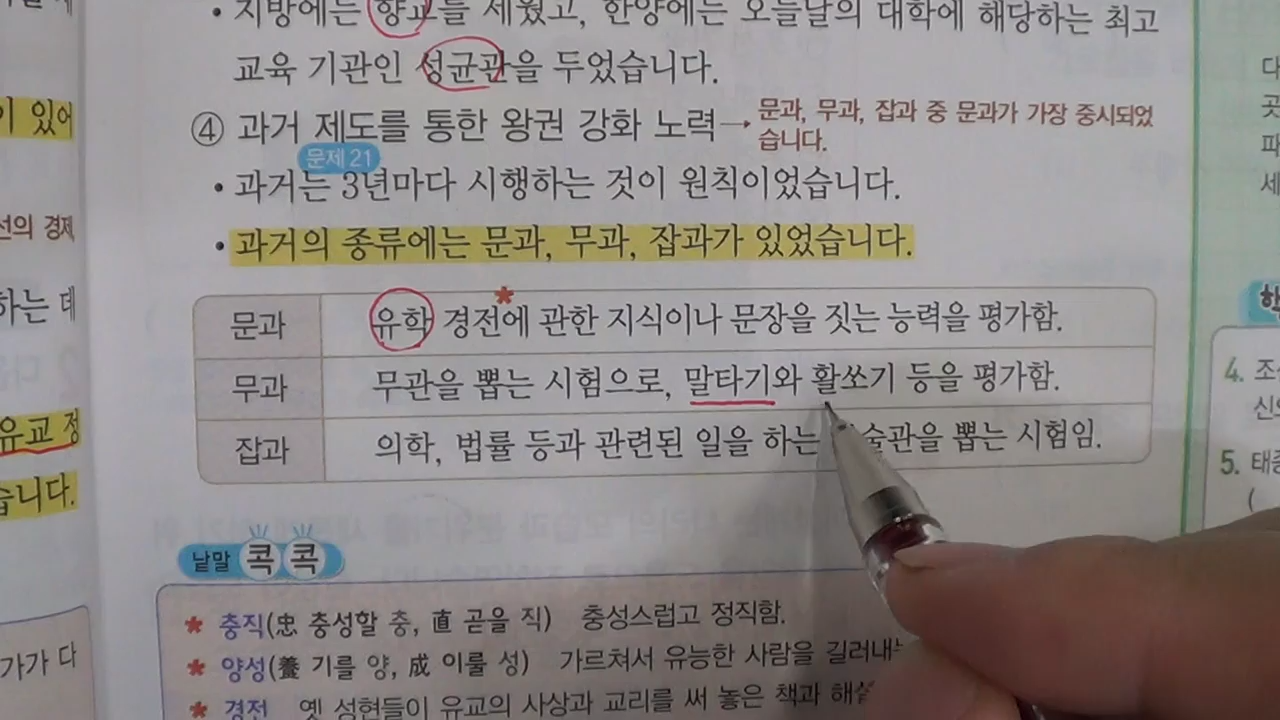 • 지방에는 향교를 세웠고, 한양에는 오늘날의 대학에 해당하는 최고
교육 기관인 성균관을 두었습니다.
④ 과거 제도를 통한 왕권 강화 노력→ 문과, 무과, 잡과 중 문과가 가장 중시되었
습니다.
문제 21
• 과거는 3년마다 시행하는 것이 원칙이었습니다.
• 과거의 종류에는 문과, 무과, 잡과가 있었습니다.
문과 유학 경전*에 관한 지식이나 문장을 짓는 능력을 평가함.
무과 무관을 뽑는 시험으로, 말타기와 활쏘기 등을 평가함.
잡과 의학, 법률 등과 관련된 일을 하는 뽑는 시험임.
낱말 콕콕
* 충직(忠 충성할 충, 直 곧을 직) 충성스럽고 정직함.
* 양성(養 기를 양, 成 이룰 성) 가르쳐서 유능한 사람을 길러내는
* 경전 옛 성현들이 유교의 사상과 교리를 써 놓은 책과
이 있어
선의 경제
하는 데
유교 정
습니다.
가가 다
4.
5. 태종